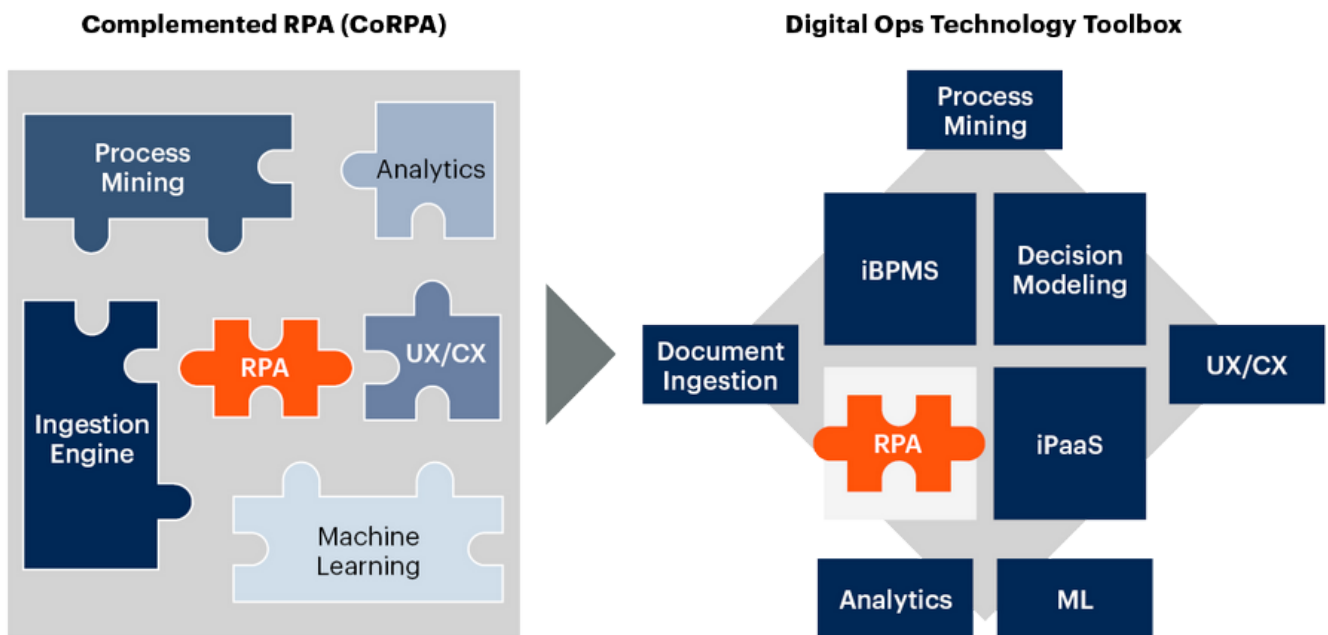 Complemented RPA (CoRPA)
Process
Mining
Analytics
Ingestion
Engine
RPA
UX/CX
Machine
Learning
Digital Ops Technology Toolbox
Process
Mining
iBPMS
Decision
Modeling
Document
Ingestion
UX/CX
RPA
iPaaS
Analytics
ML